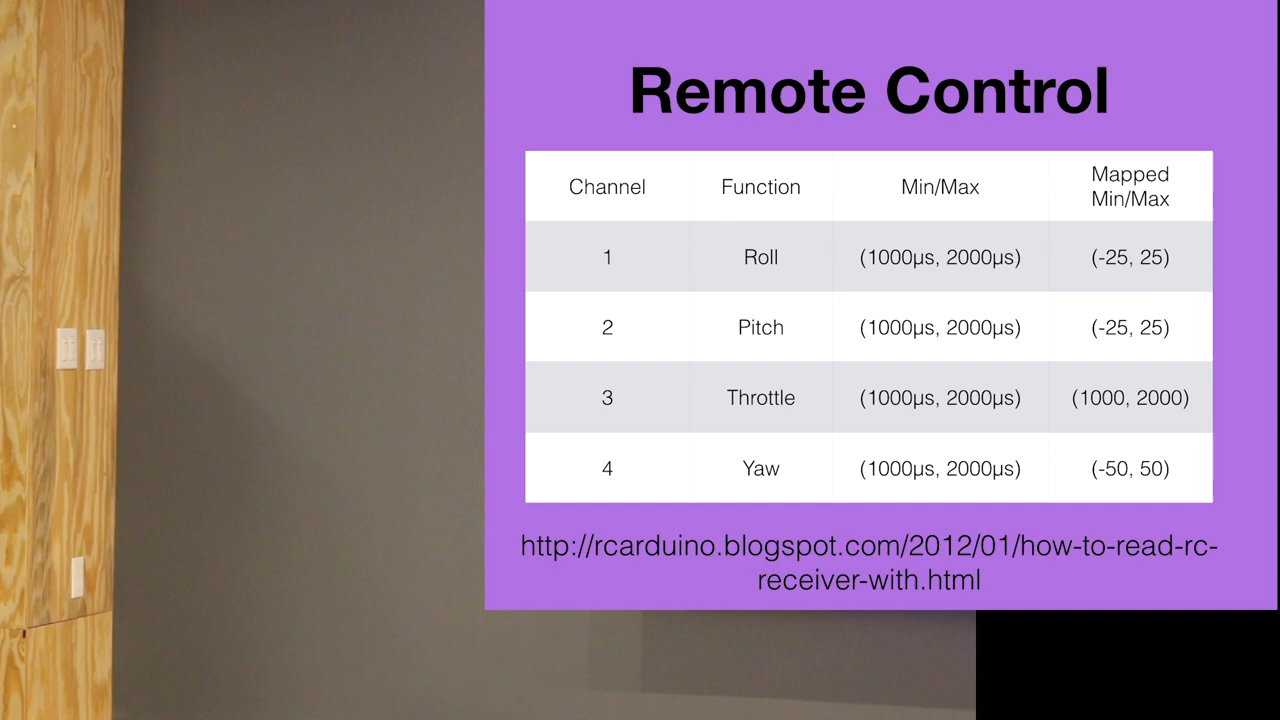 Remote Control
Channel Function Min/Max Mapped Min/Max
1 Roll (1000µs, 2000µs) (-25, 25)
2 Pitch (1000µs, 2000µs) (-25, 25)
3 Throttle (1000µs, 2000µs) (1000, 2000)
4 Yaw (1000µs, 2000µs) (-50, 50)
http://rcarduino.blogspot.com/2012/01/how-to-read-rc-
receiver-with.html